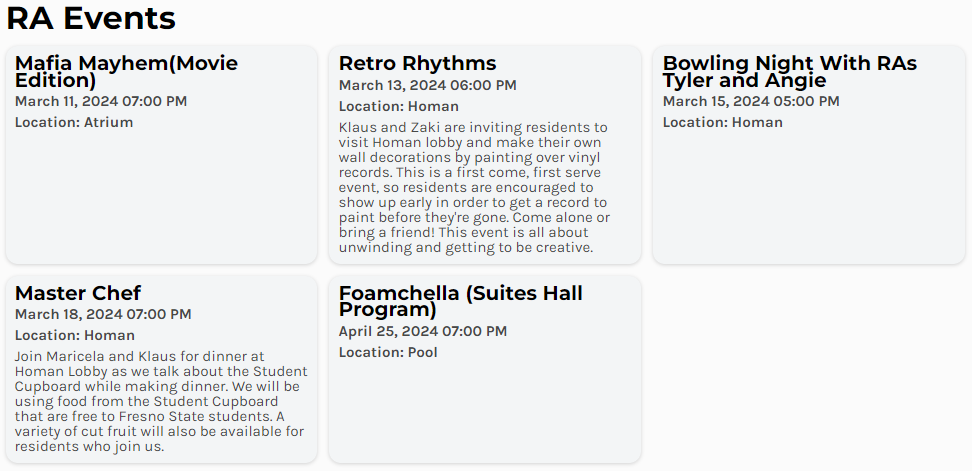 RA Events
Mafia Mayhem(Movie
Edition)
March 11, 2024 07:00 PM
Location: Atrium
Retro Rhythms
March 13, 2024 06:00 PM
Location: Homan
Klaus and Zaki are inviting residents to
visit Homan lobby and make their own
wall decorations by painting over vinyl
records. This is a first come, first serve
event, so residents are encouraged to
show up early in order to get a record to
paint before they're gone. Come alone or
bring a friend! This event is all about
unwinding and getting to be creative.
Bowling Night With RAs
Tyler and Angie
March 15, 2024 05:00 PM
Location: Homan
Master Chef
March 18, 2024 07:00 PM
Location: Homan
Join Maricela and Klaus for dinner at
Homan Lobby as we talk about the Student
Cupboard while making dinner. We will be
using food from the Student Cupboard
that are free to Fresno State students. A
variety of cut fruit will also be available for
residents who join us.
Foamchella (Suites Hall
Program)
April 25, 2024 07:00 PM
Location: Pool